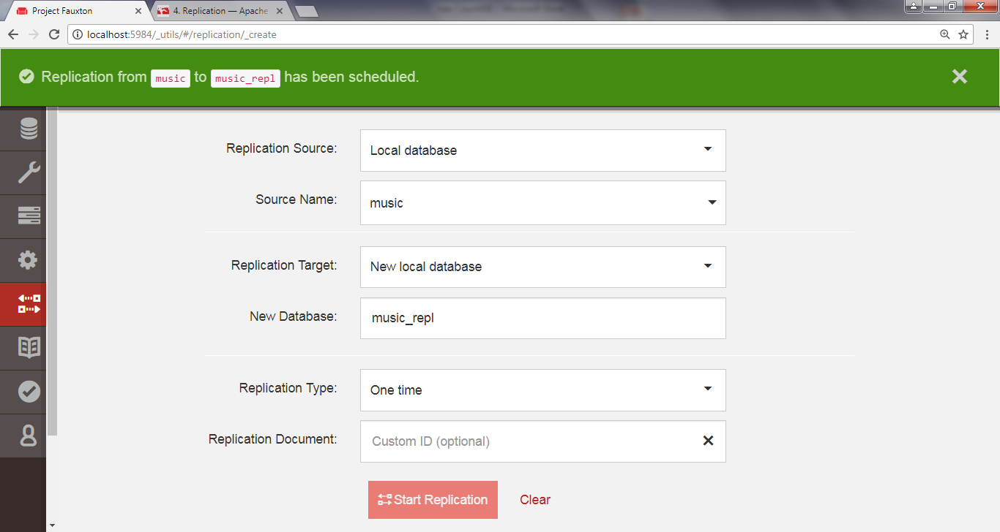 Project Fauxton
4. Replication — Apache
localhost:5984/_utils/#/replication/_create
Replication from music to music_repl has been scheduled.
Replication Source: Local database
Source Name: music
Replication Target: New local database
New Database: music_repl
Replication Type: One time
Replication Document: Custom ID (optional)
Start Replication Clear